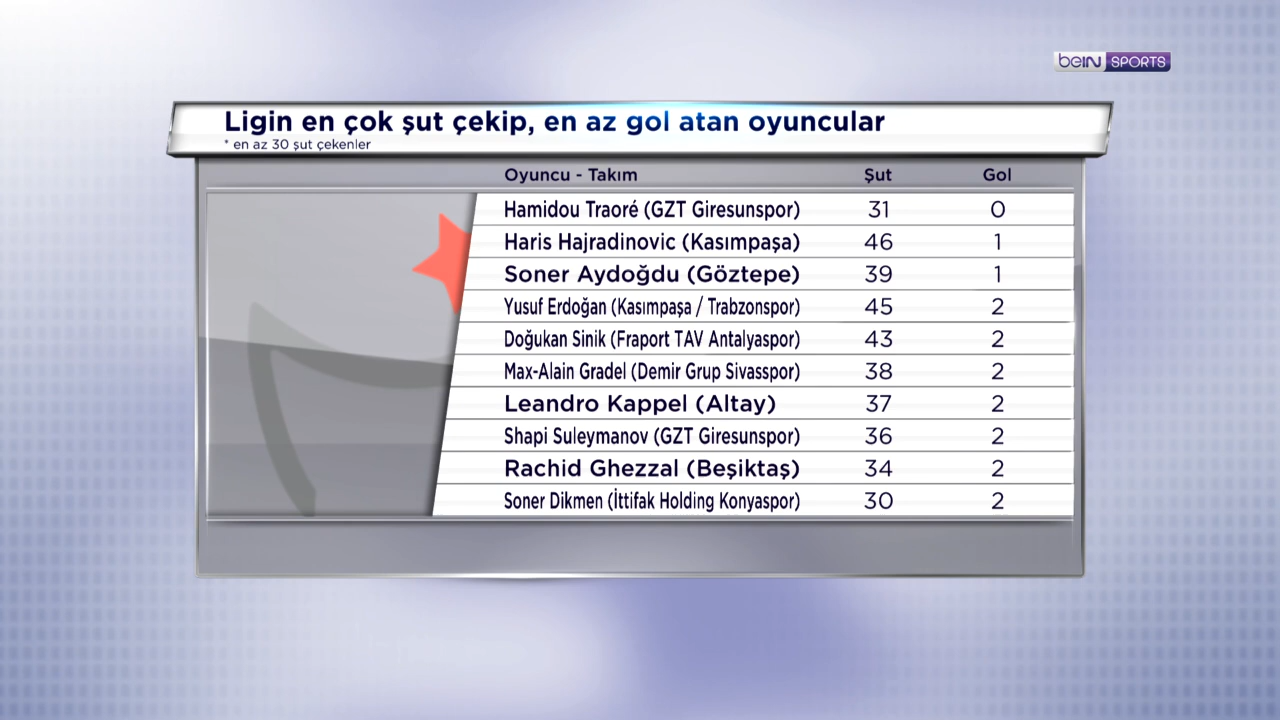 beIN SPORTS
Ligin en çok şut çekip, en az gol atan oyuncular
* en az 30 şut çekenler
Oyuncu - Takım Şut Gol
Hamidou Traoré (GZT Giresunspor) 31 0
Haris Hajradinovic (Kasımpaşa) 46 1
Soner Aydoğdu (Göztepe) 39 1
Yusuf Erdoğan (Kasımpaşa / Trabzonspor) 45 2
Doğukan Sinik (Fraport TAV Antalyaspor) 43 2
Max-Alain Gradel (Demir Grup Sivasspor) 38 2
Leandro Kappel (Altay) 37 2
Shapi Suleymanov (GZT Giresunspor) 36 2
Rachid Ghezzal (Beşiktaş) 34 2
Soner Dikmen (İttifak Holding Konyaspor) 30 2